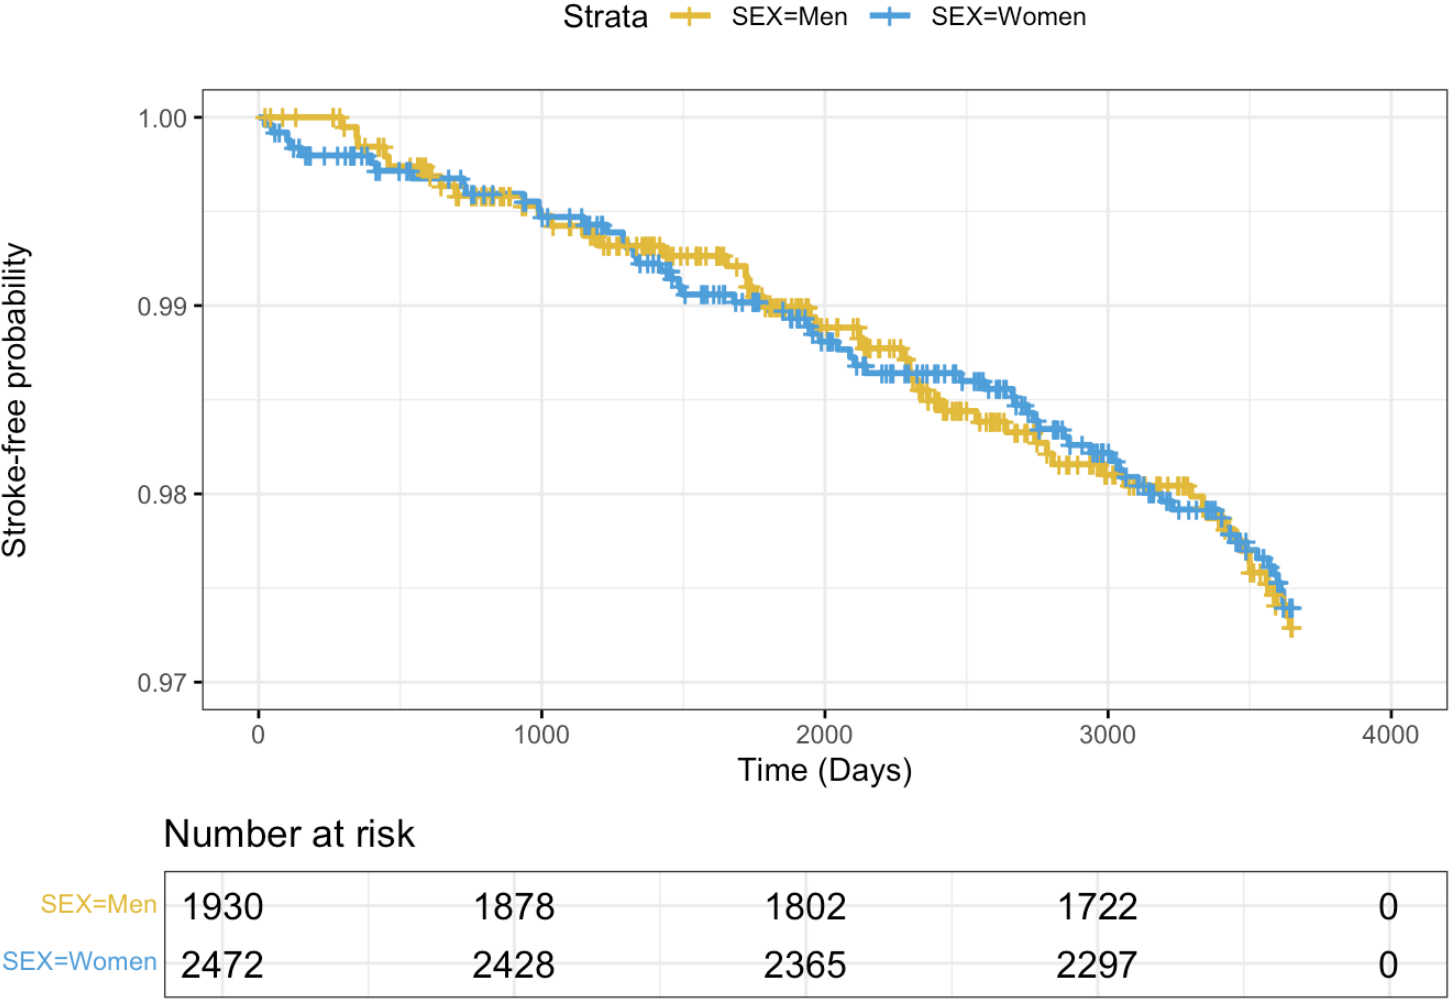 Strata SEX=Men SEX=Women
1.00
0.99
0.98
0.97
Stroke-free probability
0 1000 2000 3000 4000
Time (Days)
Number at risk
SEX=Men 1930 1878 1802 1722 0
SEX=Women 2472 2428 2365 2297 0